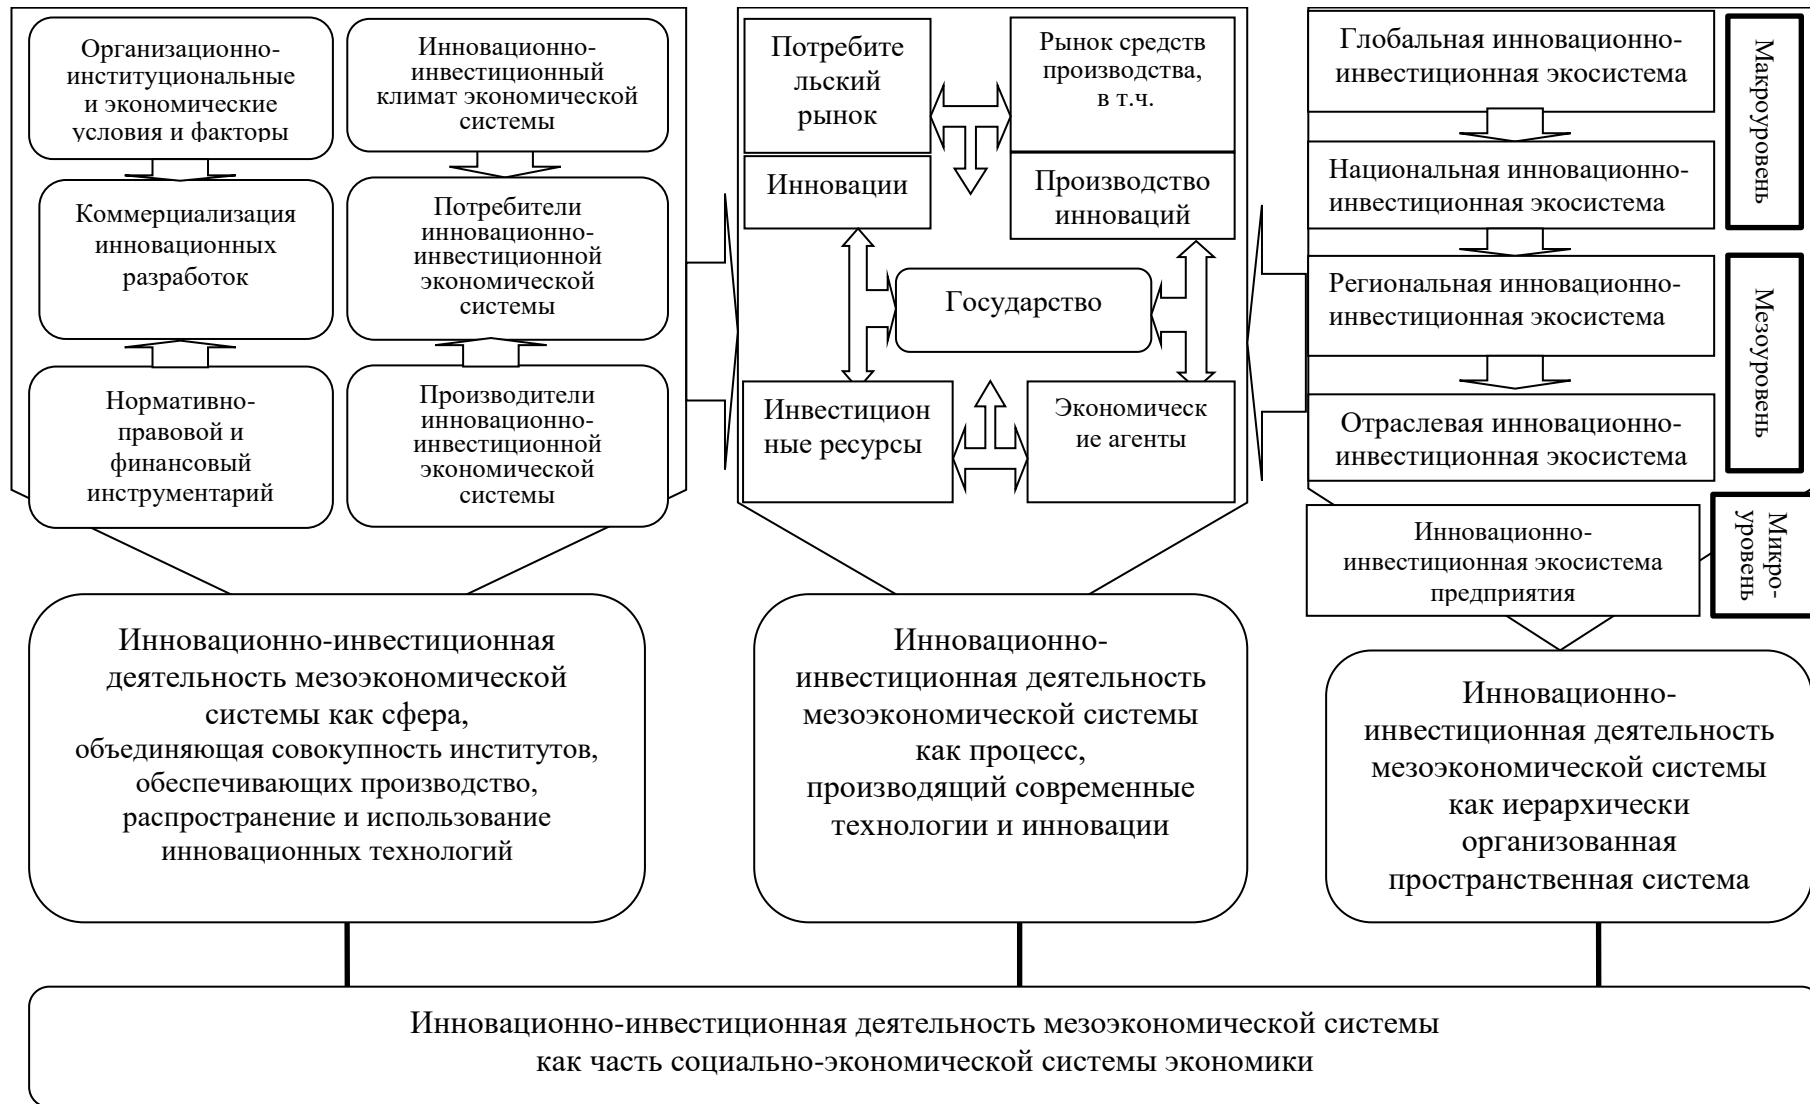 Организационно-
институциональные
и экономические
условия и факторы
Инновационно-
инвестиционный
климат экономической
системы
Коммерциализация
инновационных
разработок
Потребители
инновационно-
инвестиционной
экономической
системы
Нормативно-
правовой и
финансовый
инструментарий
Производители
инновационно-
инвестиционной
экономической
системы
Потребите
льский
рынок
Рынок средств
производства,
в т.ч.
Инновации
Производство
инноваций
Государство
Инвестицион
ные ресурсы
Экономическ
ие агенты
Глобальная инновационно-
инвестиционная экосистема
Национальная инновационно-
инвестиционная экосистема
Макроуровень
Региональная инновационно-
инвестиционная экосистема
Отраслевая инновационно-
инвестиционная экосистема
Мезоуровень
Инновационно-
инвестиционная экосистема
предприятия
Микро-
уровень
Инновационно-инвестиционная
деятельность мезоэкономической
системы как сфера,
объединяющая совокупность институтов,
обеспечивающих производство,
распространение и использование
инновационных технологий
Инновационно-
инвестиционная деятельность
мезоэкономической системы
как процесс,
производящий современные
технологии и инновации
Инновационно-
инвестиционная деятельность
мезоэкономической системы
как иерархически
организованная
пространственная система
Инновационно-инвестиционная деятельность мезоэкономической системы
как часть социально-экономической системы экономики